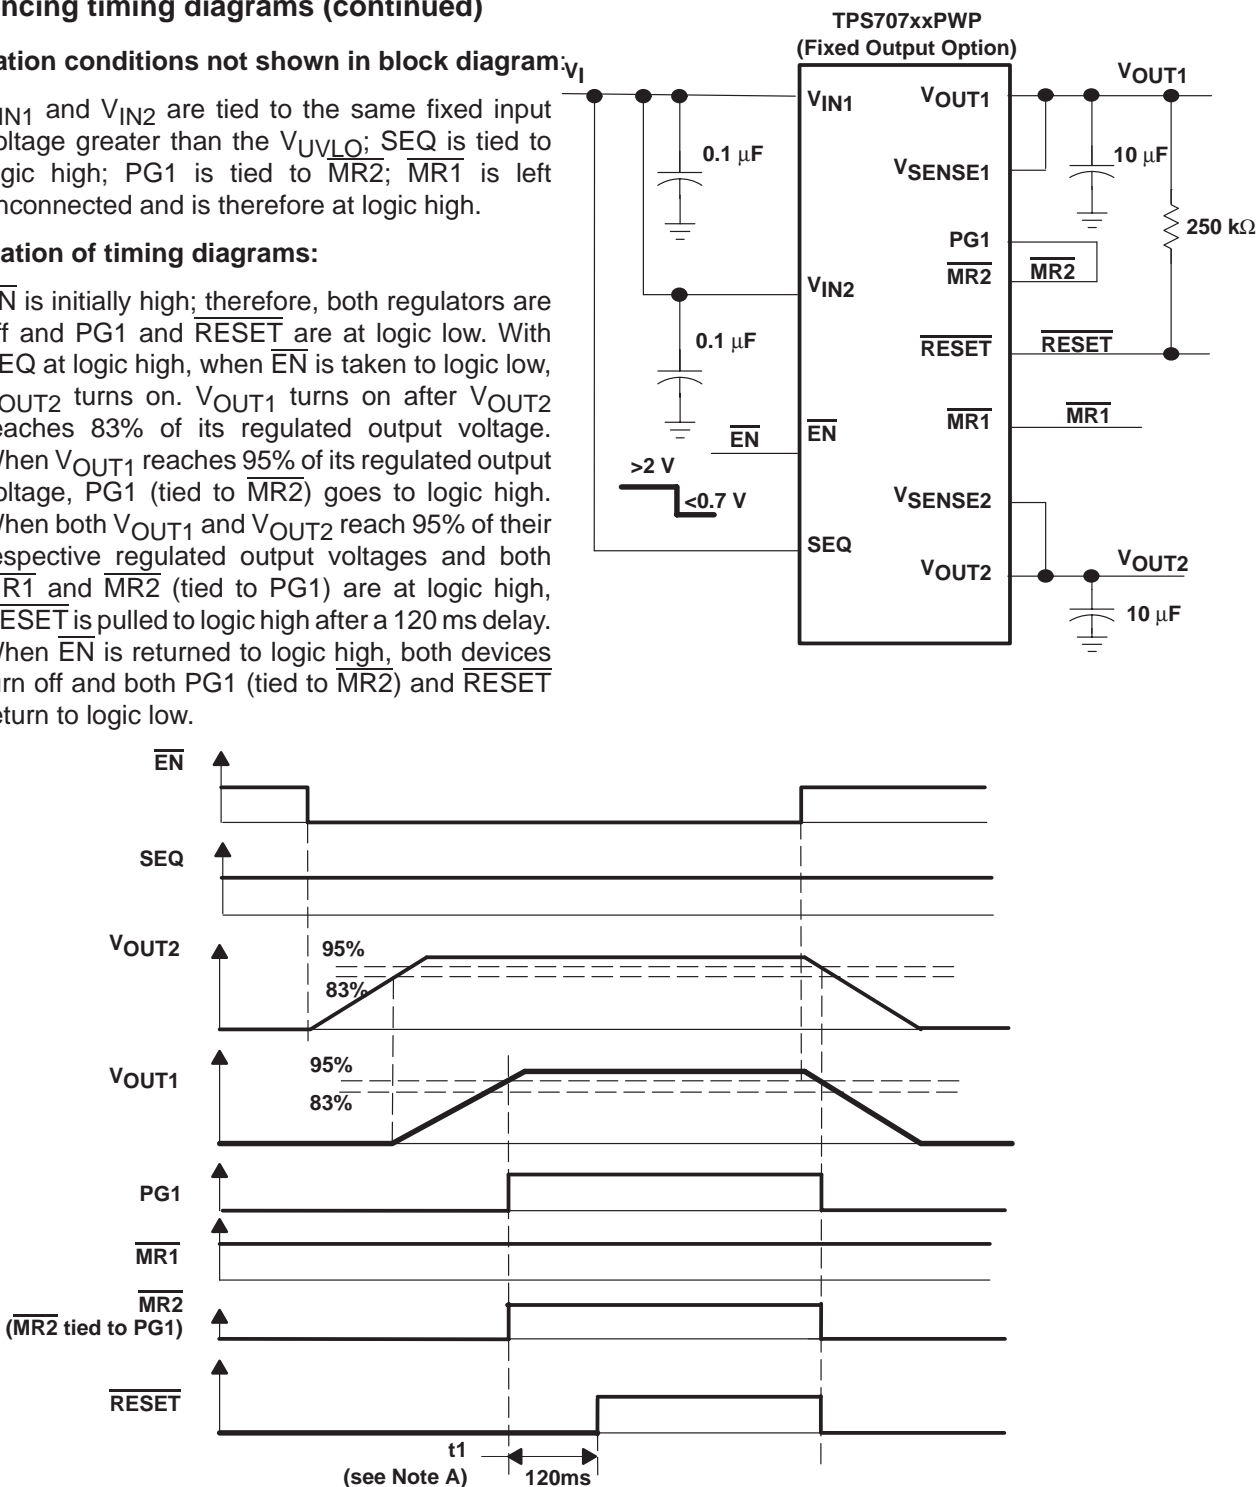 ncing timing diagrams (continued)
ation conditions not shown in block diagram:
IN1 and VIN2 are tied to the same fixed input
oltage greater than the VUVLO; SEQ is tied to
gic high; PG1 is tied to MR2; MR1 is left
nconnected and is therefore at logic high.
ation of timing diagrams:
N is initially high; therefore, both regulators are
ff and PG1 and RESET are at logic low. With
EQ at logic high, when EN is taken to logic low,
OUT2 turns on. VOUT1 turns on after VOUT2
eaches 83% of its regulated output voltage.
When VOUT1 reaches 95% of its regulated output
oltage, PG1 (tied to MR2) goes to logic high.
When both VOUT1 and VOUT2 reach 95% of their
espective regulated output voltages and both
R1 and MR2 (tied to PG1) are at logic high,
ESET is pulled to logic high after a 120 ms delay.
When EN is returned to logic high, both devices
urn off and both PG1 (tied to MR2) and RESET
eturn to logic low.
TPS707xxPWP
(Fixed Output Option)
VI
VIN1
VOUT1
VOUT1
0.1 µF
10 µF
VSENSE1
250 kΩ
PG1
MR2
MR2
VIN2
0.1 µF
RESET
RESET
EN
EN
MR1
MR1
>2 V
<0.7 V
VSENSE2
SEQ
VOUT2
VOUT2
10 µF
EN
SEQ
VOUT2
95%
83%
VOUT1
95%
83%
PG1
MR1
MR2
(MR2 tied to PG1)
RESET
t1
(see Note A)
120ms